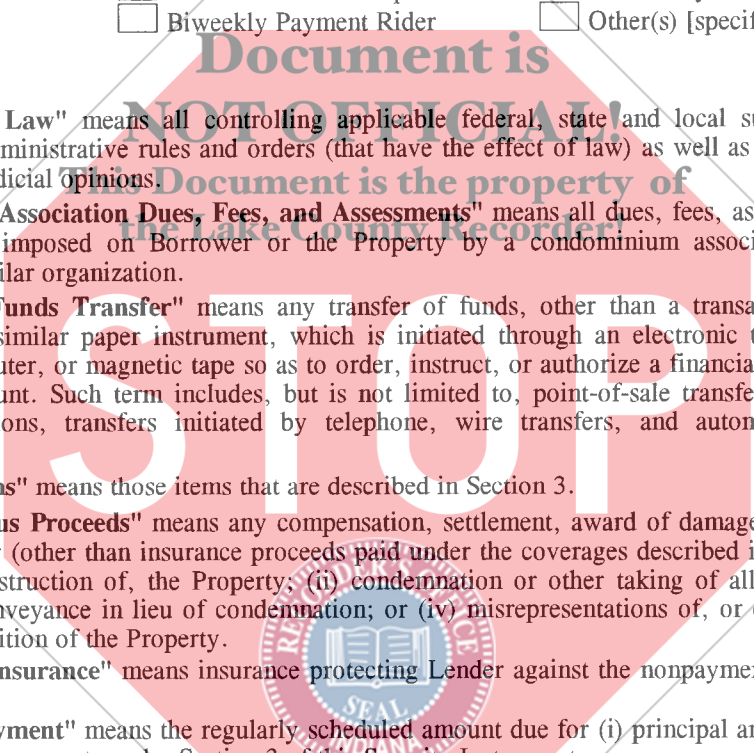 Biweekly Payment Rider Other(s) [specif
Document is
NOT OFFICIAL!
Law" means all controlling applicable federal, state and local s
ministrative rules and orders (that have the effect of law) as well as
dicial opinions.
This Document is the property of
the Lake County Recorder!
Association Dues, Fees, and Assessments" means all dues, fees, as
imposed on Borrower or the Property by a condominium associ
ilar organization.
Funds Transfer" means any transfer of funds, other than a transa
similar paper instrument, which is initiated through an electronic t
uter, or magnetic tape so as to order, instruct, or authorize a financia
unt. Such term includes, but is not limited to, point-of-sale transfe
ions, transfers initiated by telephone, wire transfers, and autom
STOP
ns" means those items that are described in Section 3.
us Proceeds" means any compensation, settlement, award of damage
(other than insurance proceeds paid under the coverages described i
struction of, the Property; (ii) condemnation or other taking of all
nveyance in lieu of condemnation; or (iv) misrepresentations of, or
ition of the Property.
nsurance" means insurance protecting Lender against the nonpayme
yment" means the regularly scheduled amount due for (i) principal a
RECORDER'S OFFICE
SEAL
INDIANA